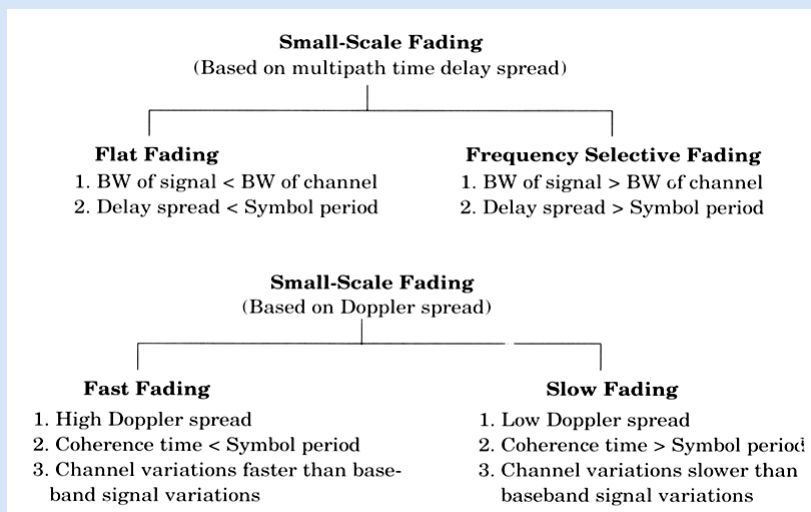 Small-Scale Fading
(Based on multipath time delay spread)
Flat Fading
1. BW of signal < BW of channel
2. Delay spread < Symbol period
Frequency Selective Fading
1. BW of signal > BW of channel
2. Delay spread > Symbol period
Small-Scale Fading
(Based on Doppler spread)
Fast Fading
1. High Doppler spread
2. Coherence time < Symbol period
3. Channel variations faster than base-
band signal variations
Slow Fading
1. Low Doppler spread
2. Coherence time > Symbol period
3. Channel variations slower than
baseband signal variations